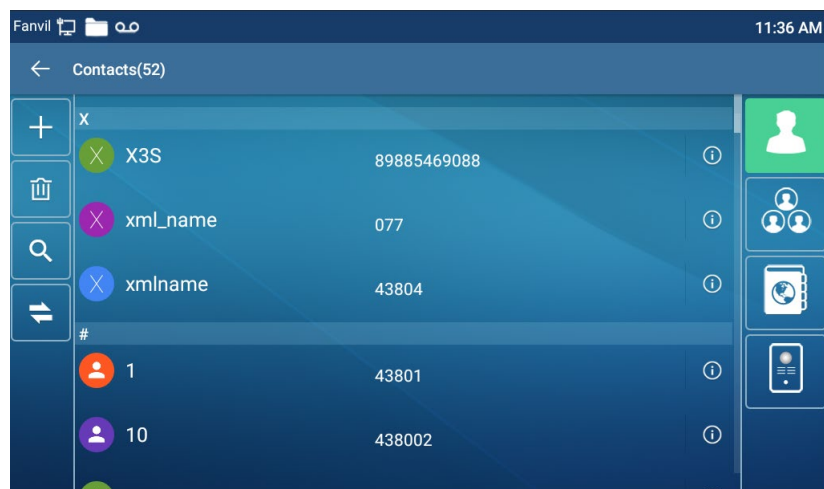 Fanvil 11:36 AM
Contacts(52)
X
X X3S 89885469088
X xml_name 077
X xmlname 43804
#
1 43801
10 438002